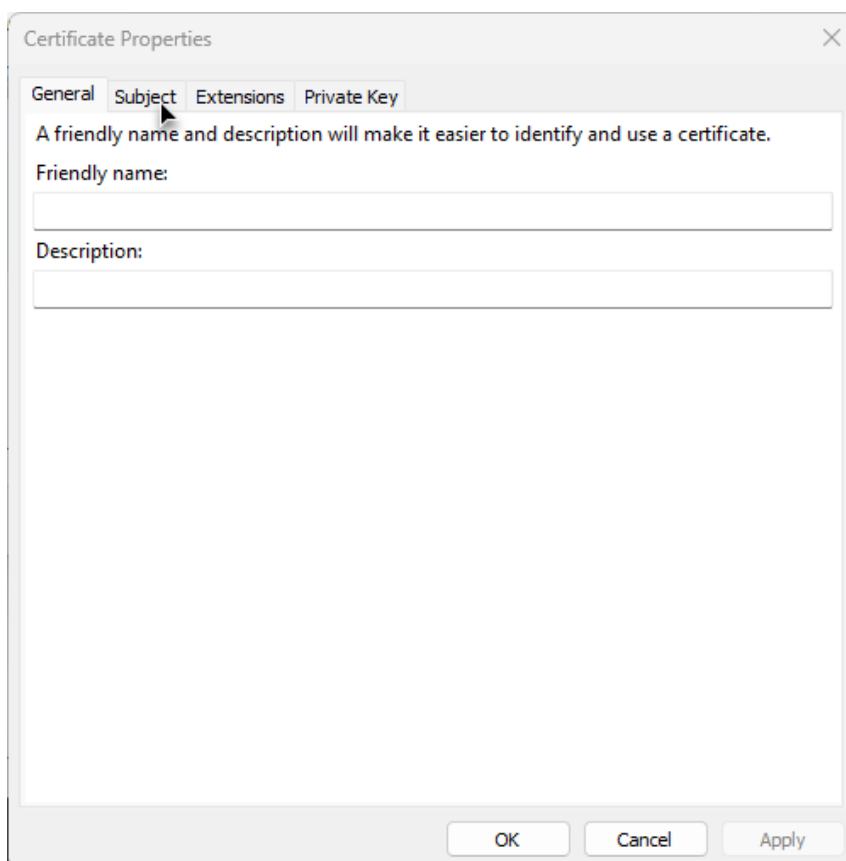 Certificate Properties
General Subject Extensions Private Key
A friendly name and description will make it easier to identify and use a certificate.
Friendly name:
Description:
OK Cancel Apply